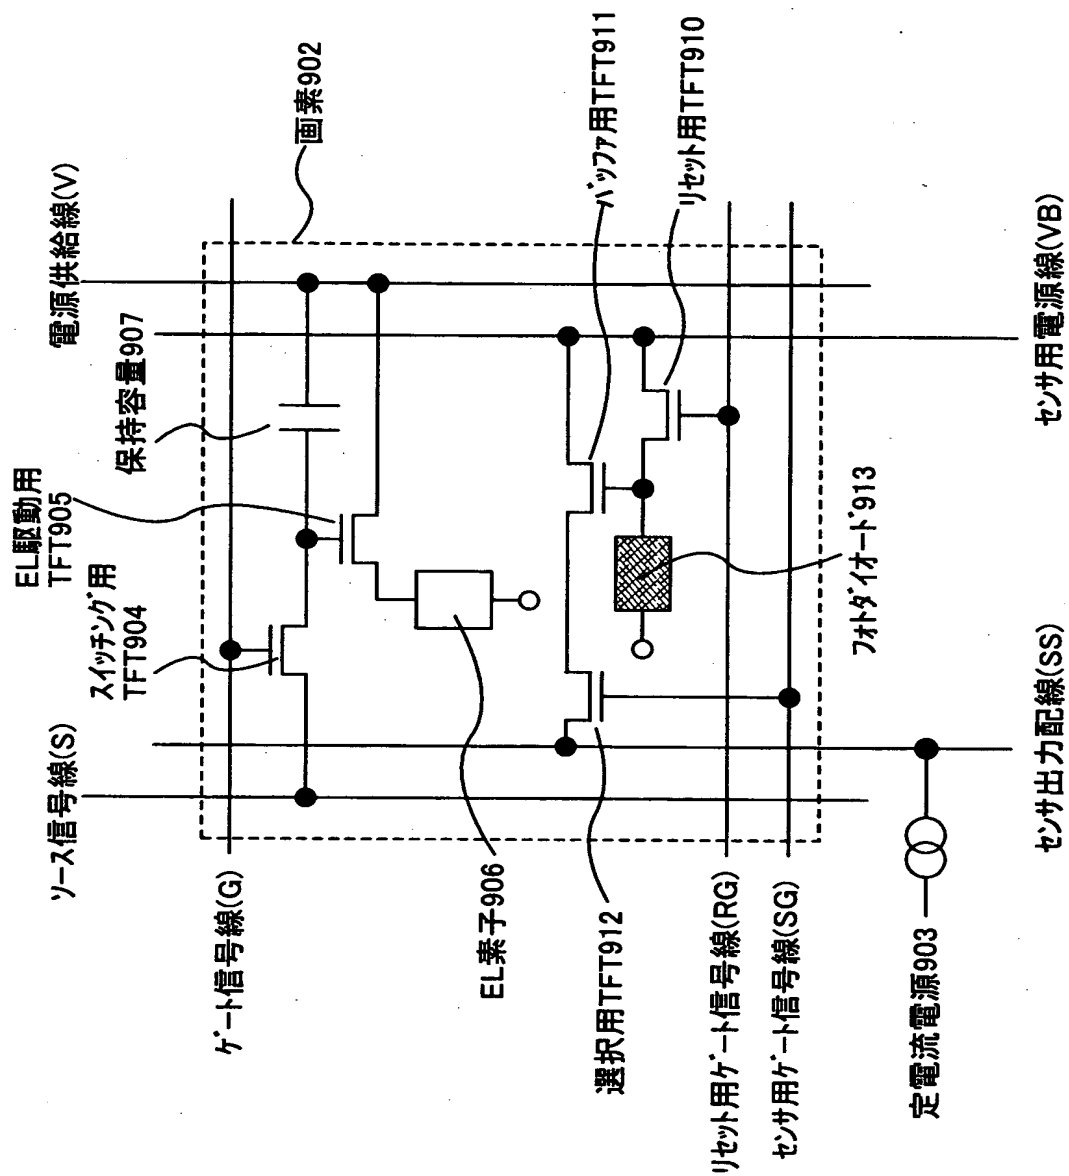 ソース信号線(S)
電源供給線(V)
EL駆動用
TFT905
保持容量907
スイッチング用
TFT904
画素902
ゲート信号線(G)
EL素子906
バッファ用TFT911
リセット用TFT910
選択用TFT912
フォトダイオード913
リセット用ゲート信号線(RG)
センサ用ゲート信号線(SG)
定電流電源903
センサ出力配線(SS)
センサ用電源線(VB)